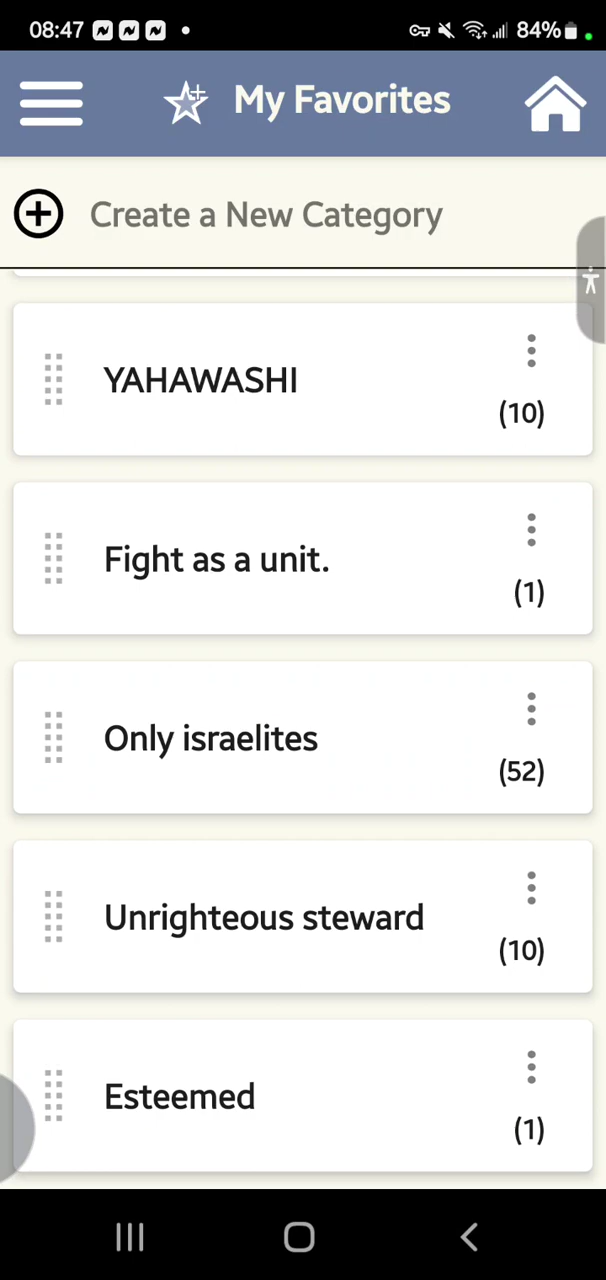 08:47
84%
My Favorites
Create a New Category
YAHAWASHI
(10)
Fight as a unit.
(1)
Only israelites
(52)
Unrighteous steward
(10)
Esteemed
(1)